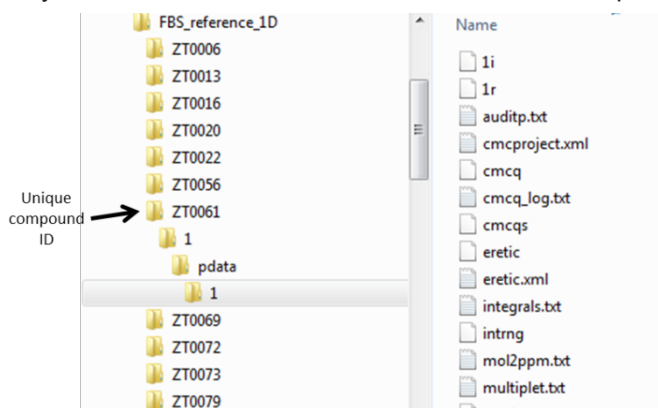 FBS_reference_1D
ZT0006
ZT0013
ZT0016
ZT0020
ZT0022
ZT0056
ZT0061
1
pdata
1
ZT0069
ZT0072
ZT0073
ZT0079
Unique
compound
ID
Name
1i
1r
auditp.txt
cmcproject.xml
cmcq
cmcq_log.txt
cmcqs
eretic
eretic.xml
integrals.txt
intrng
mol2ppm.txt
multiplet.txt